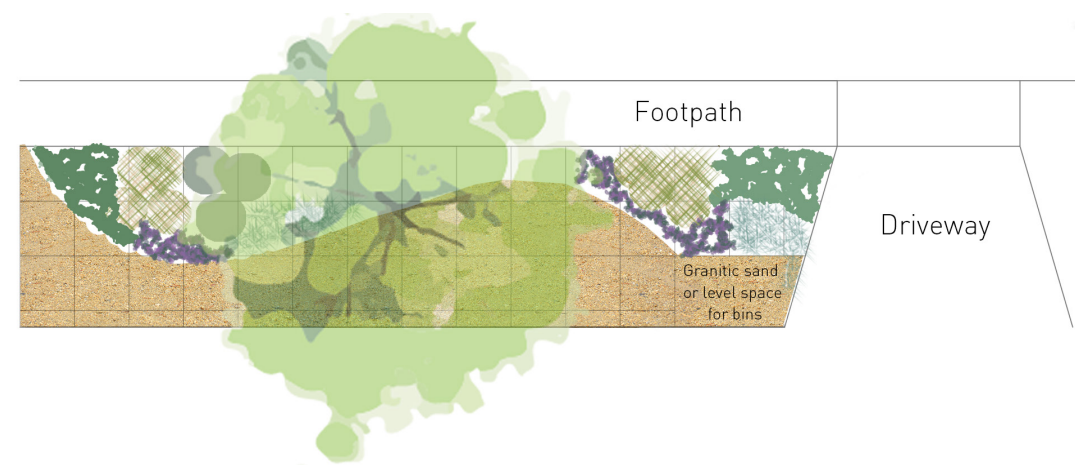 Footpath
Driveway
Granitic sand
or level space
for bins